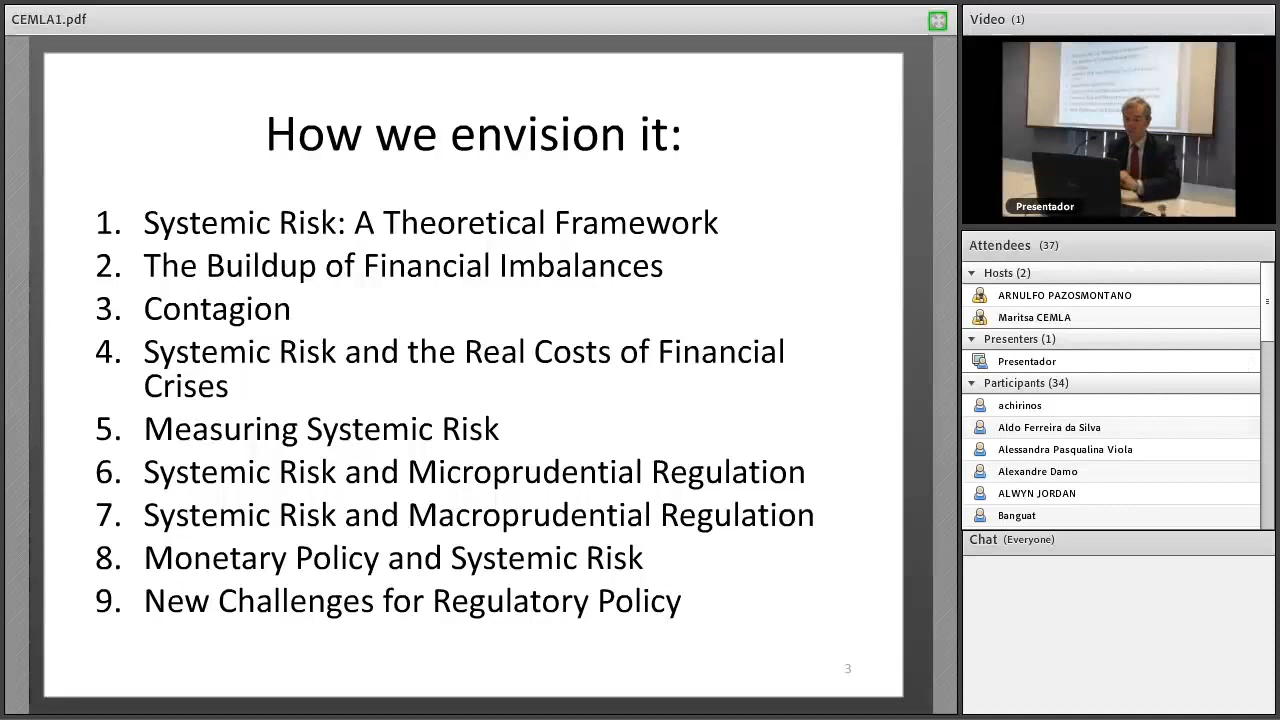 CEMLA1.pdf
How we envision it:
1. Systemic Risk: A Theoretical Framework
2. The Buildup of Financial Imbalances
3. Contagion
4. Systemic Risk and the Real Costs of Financial
Crises
5. Measuring Systemic Risk
6. Systemic Risk and Microprudential Regulation
7. Systemic Risk and Macroprudential Regulation
8. Monetary Policy and Systemic Risk
9. New Challenges for Regulatory Policy
3
Video (1)
Presentador
Attendees (37)
Hosts (2)
ARNULFO PAZOSMONTANO
Maritsa CEMLA
Presenters (1)
Presentador
Participants (34)
achirinos
Aldo Ferreira da Silva
Alessandra Pasqualina Viola
Alexandre Damo
ALWYN JORDAN
Banguat
Chat (Everyone)